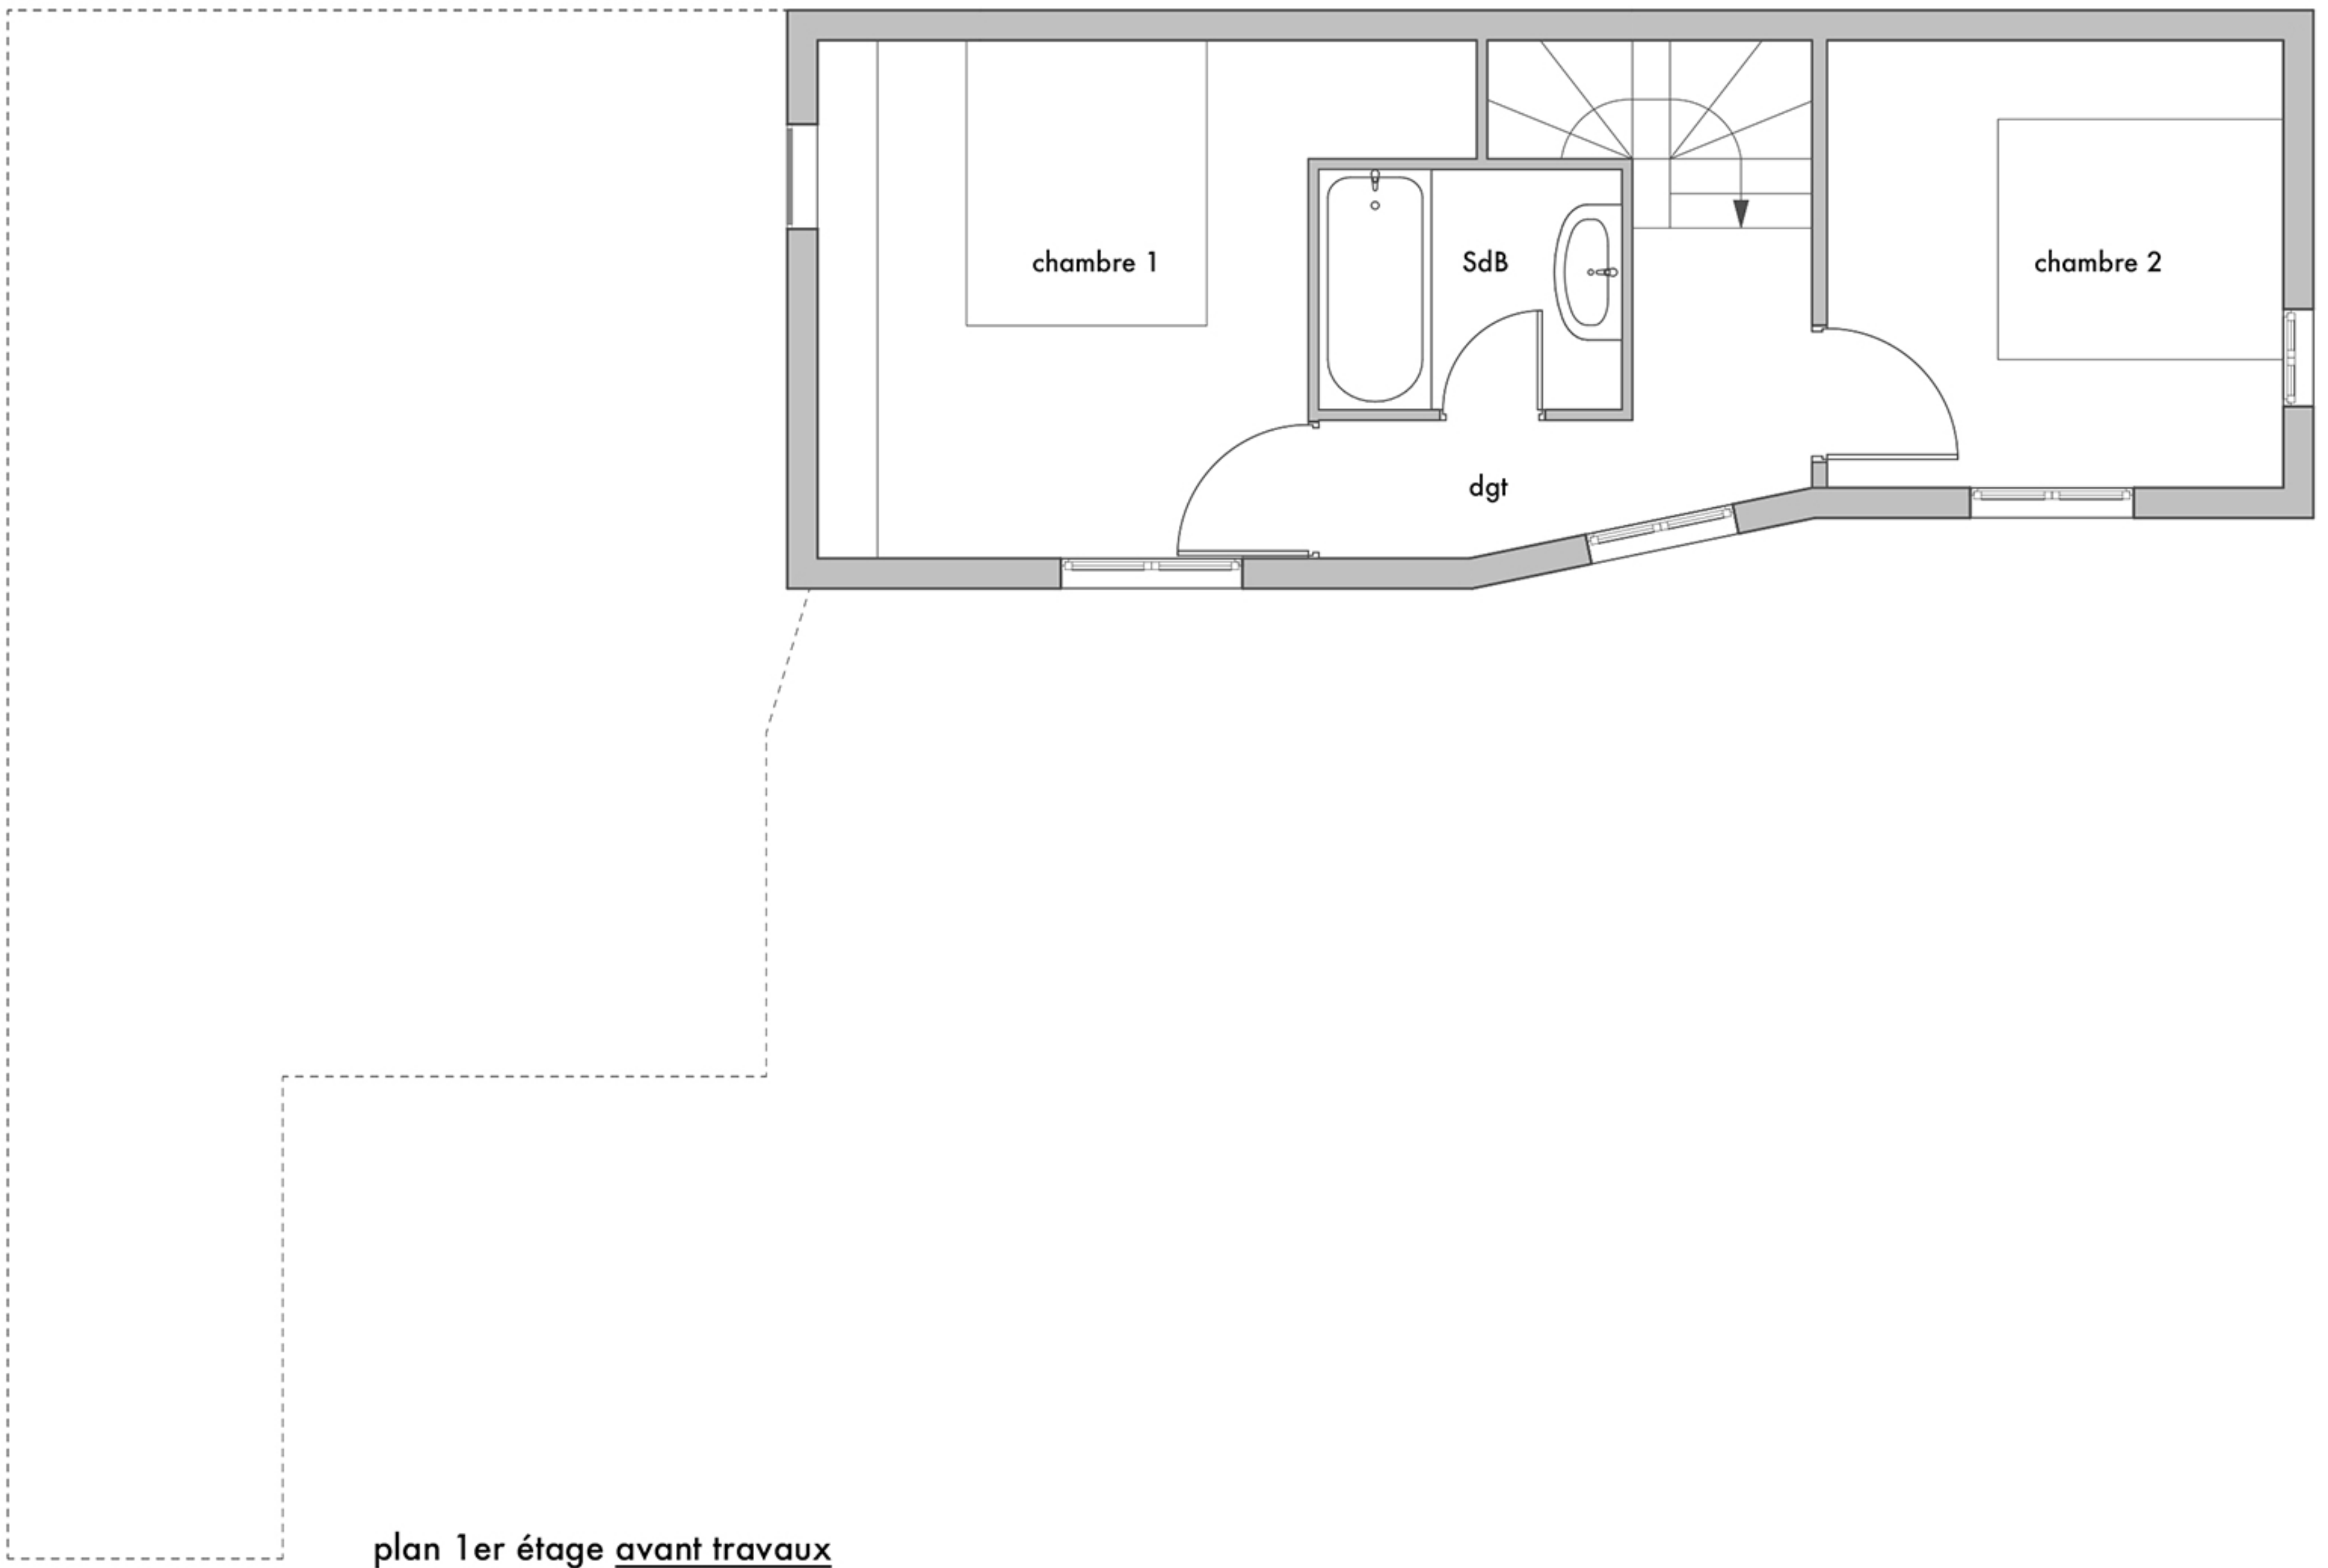 chambre 1
SdB
chambre 2
dgt
plan 1er étage avant travaux